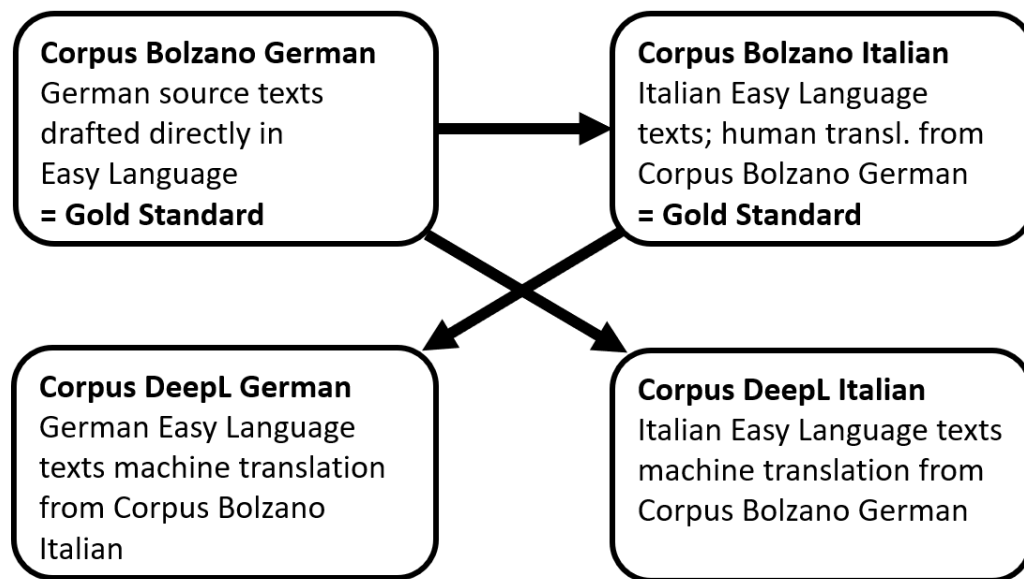 Corpus Bolzano German
German source texts
drafted directly in
Easy Language
= Gold Standard
Corpus Bolzano Italian
Italian Easy Language
texts; human transl. from
Corpus Bolzano German
= Gold Standard
Corpus DeepL German
German Easy Language
texts machine translation
from Corpus Bolzano
Italian
Corpus DeepL Italian
Italian Easy Language texts
machine translation from
Corpus Bolzano German